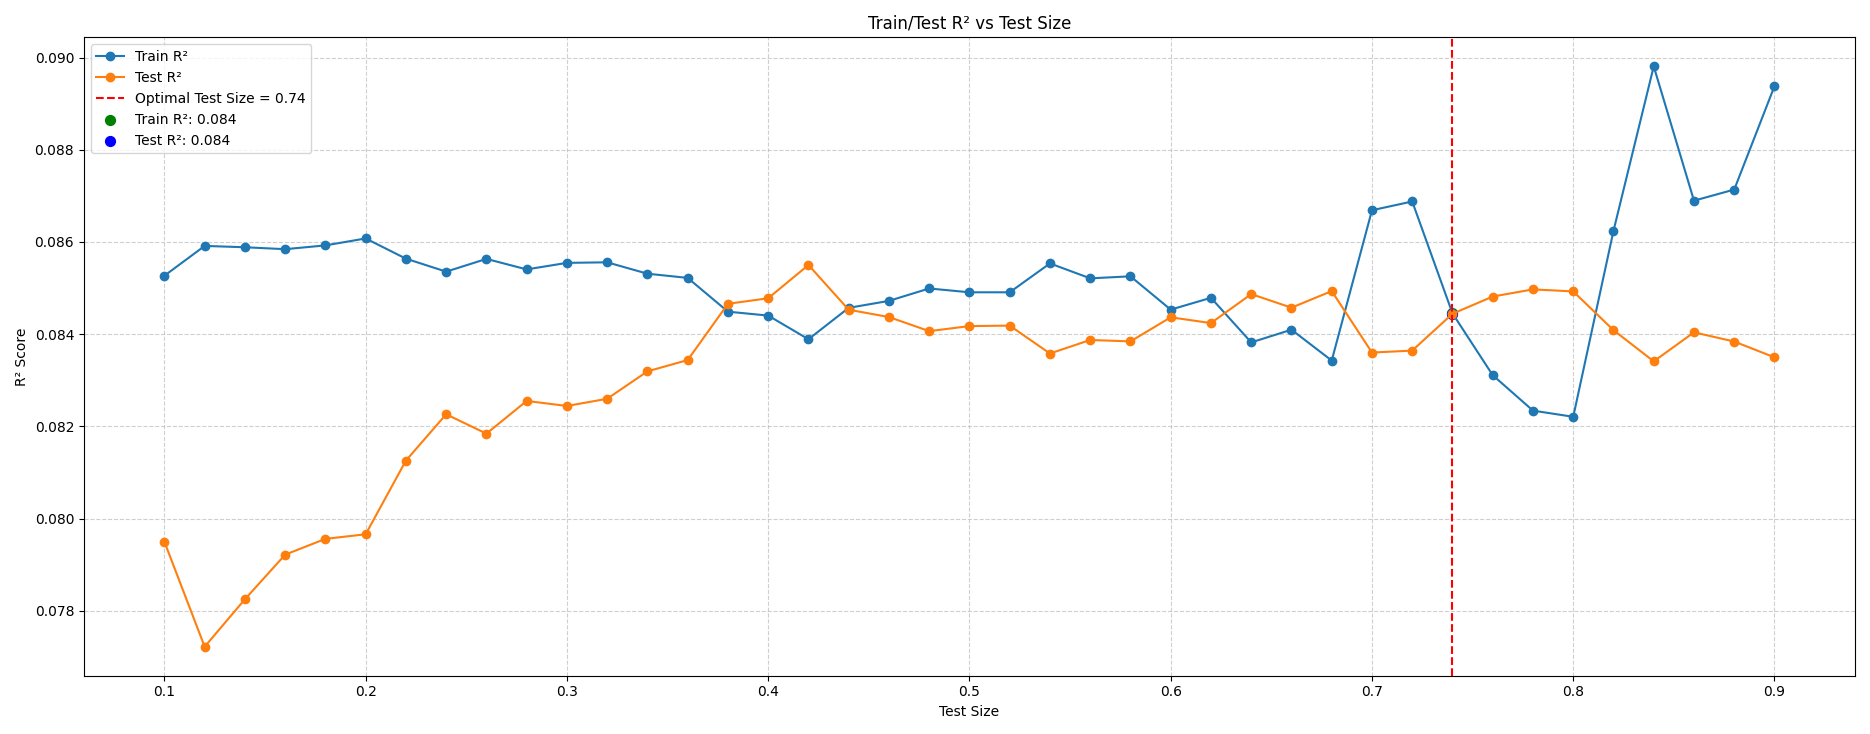 Train/Test R² vs Test Size
Train R²
Test R²
Optimal Test Size = 0.74
Train R²: 0.084
Test R²: 0.084
R² Score
0.090
0.088
0.086
0.084
0.082
0.080
0.078
0.1 0.2 0.3 0.4 0.5 0.6 0.7 0.8 0.9
Test Size